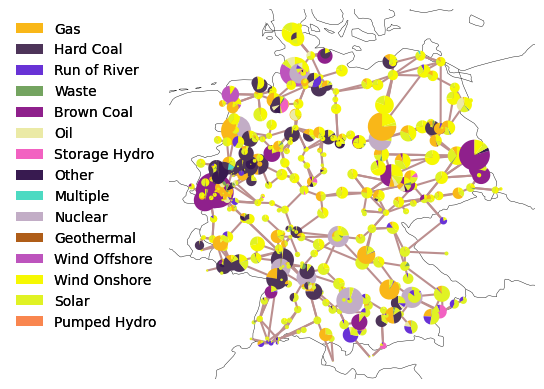 Gas
Hard Coal
Run of River
Waste
Brown Coal
Oil
Storage Hydro
Other
Multiple
Nuclear
Geothermal
Wind Offshore
Wind Onshore
Solar
Pumped Hydro